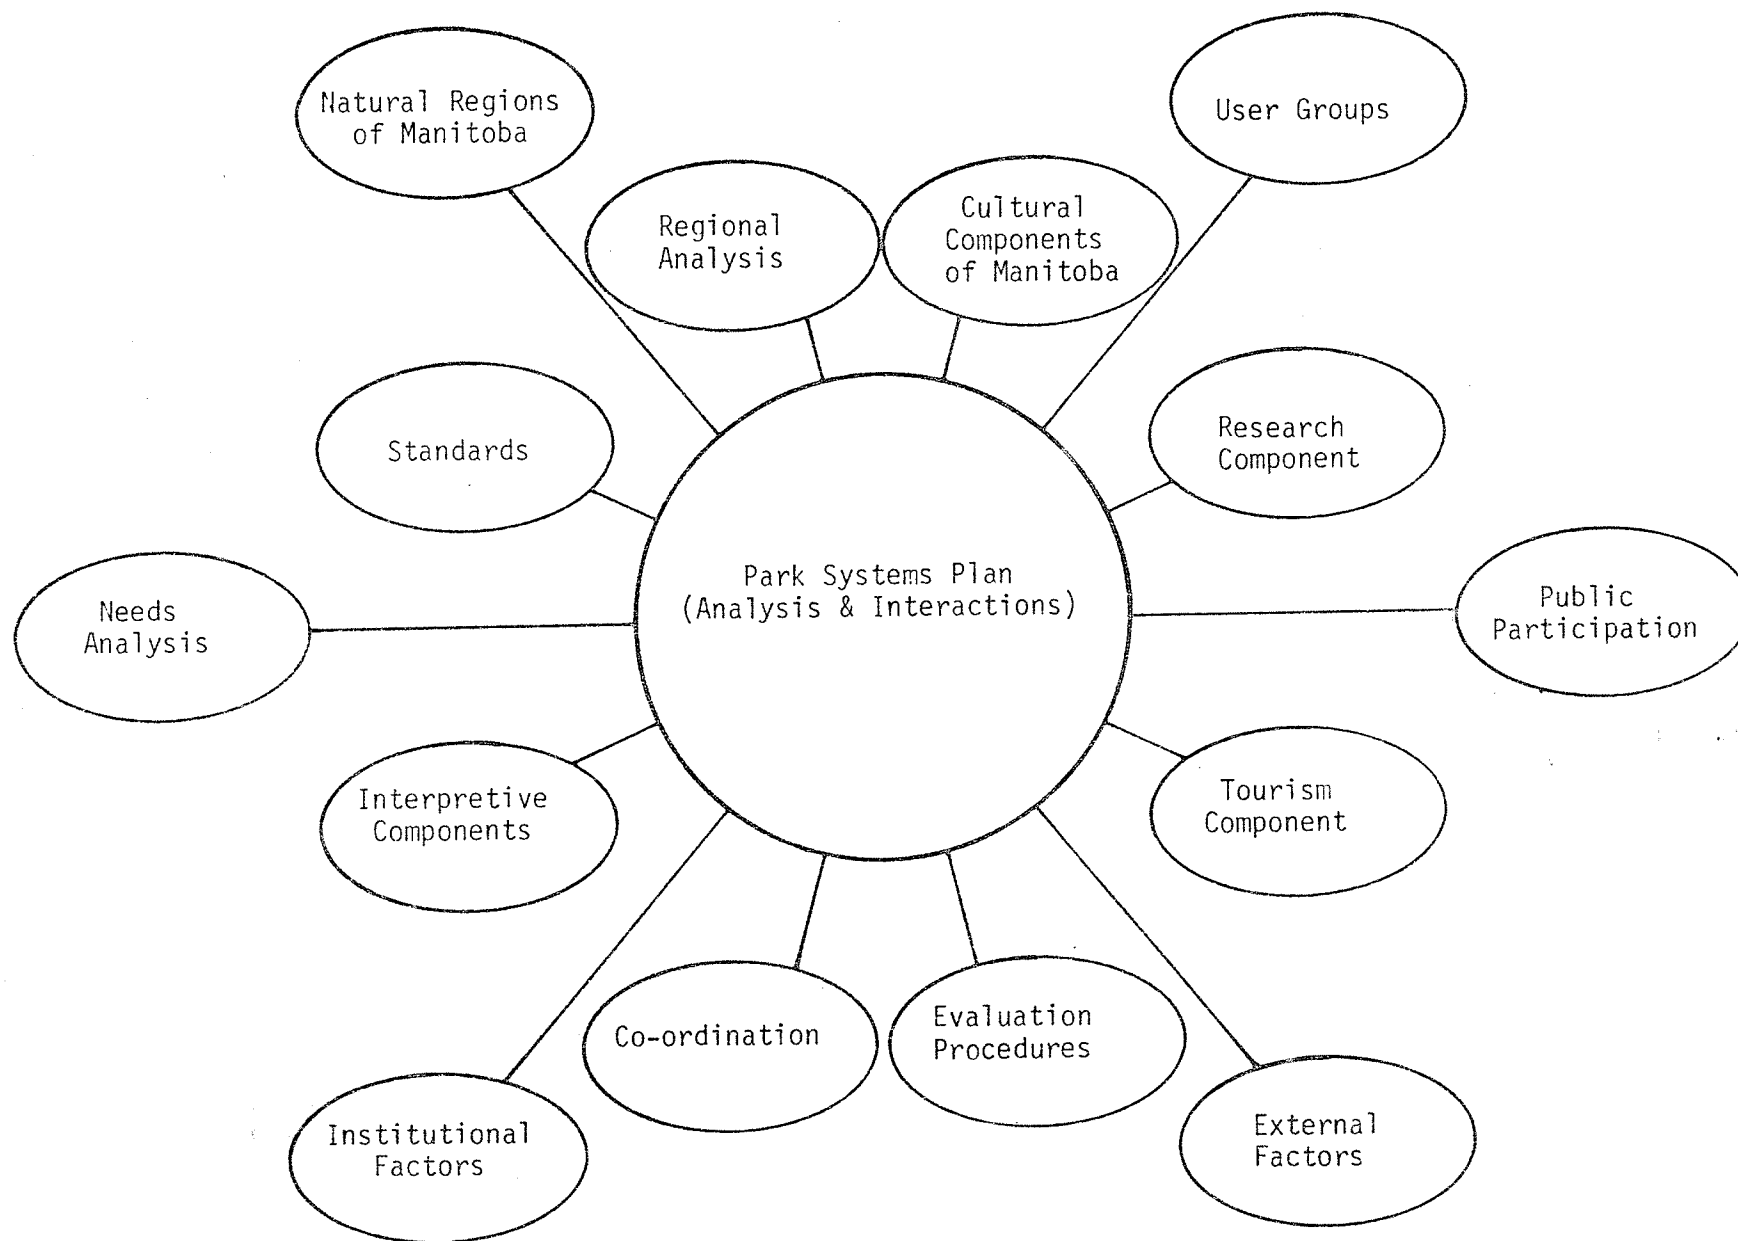 Natural Regions
of Manitoba
User Groups
Regional
Analysis
Cultural
Components
of Manitoba
Standards
Research
Component
Park Systems Plan
(Analysis & Interactions)
Needs
Analysis
Public
Participation
Interpretive
Components
Tourism
Component
Co-ordination
Evaluation
Procedures
Institutional
Factors
External
Factors